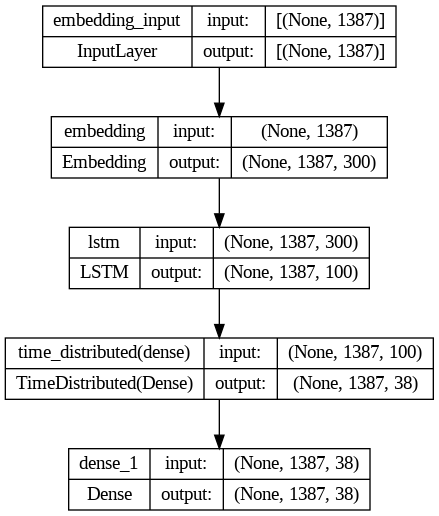 embedding_input input: [(None, 1387)]
InputLayer output: [(None, 1387)]
embedding input: (None, 1387)
Embedding output: (None, 1387, 300)
lstm input: (None, 1387, 300)
LSTM output: (None, 1387, 100)
time_distributed(dense) input: (None, 1387, 100)
TimeDistributed(Dense) output: (None, 1387, 38)
dense_1 input: (None, 1387, 38)
Dense output: (None, 1387, 38)